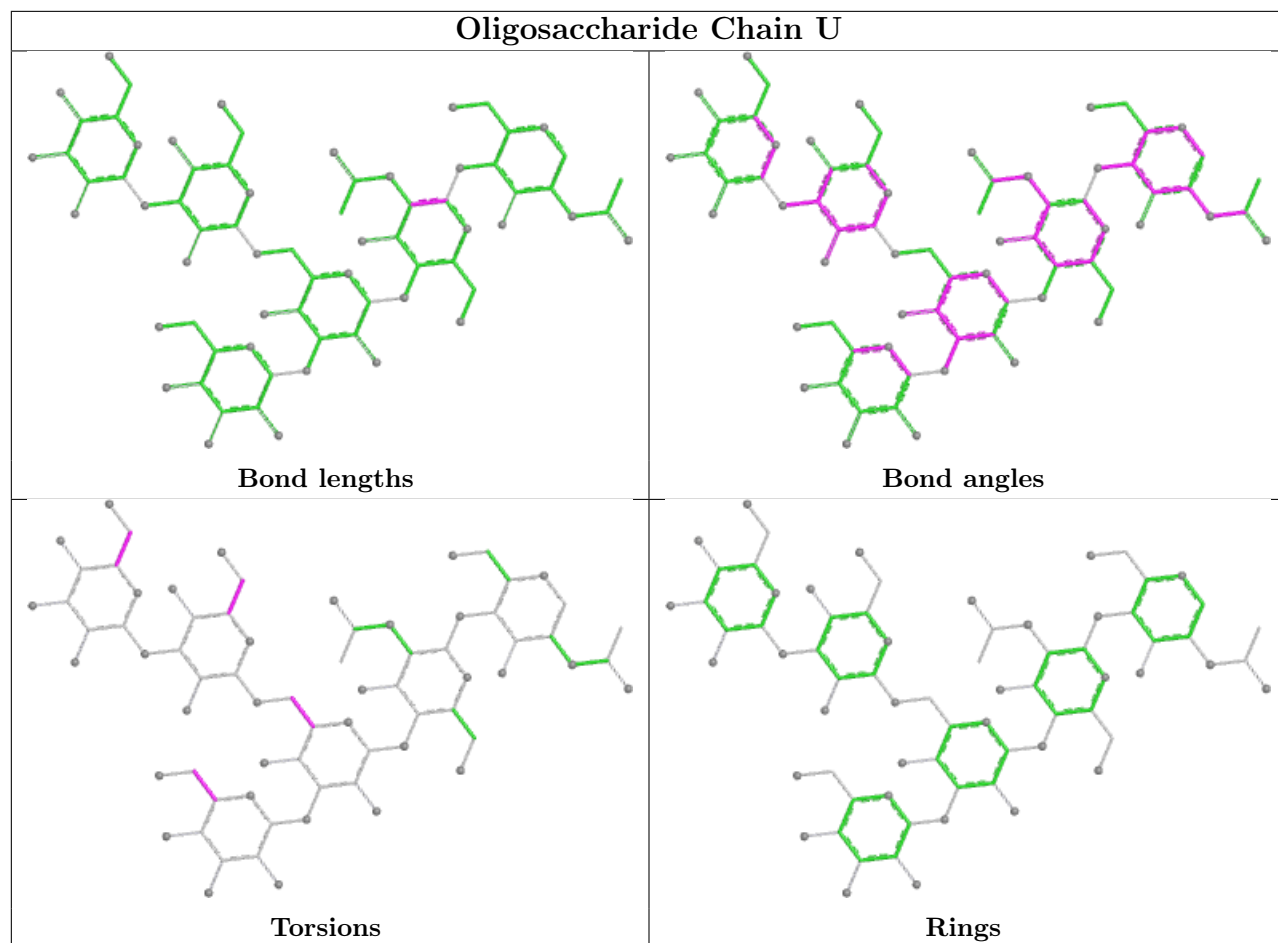 Oligosaccharide Chain U
Bond lengths
Bond angles
Torsions
Rings